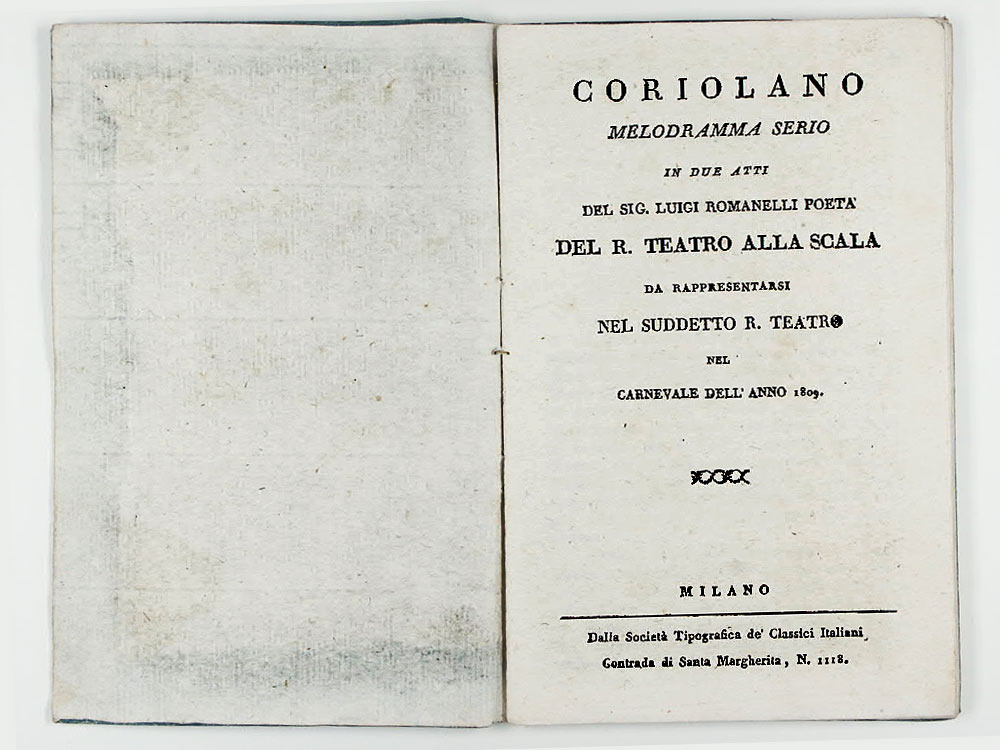 CORIOLANO
MELODRAMMA SERIO
IN DUE ATTI
DEL SIG. LUIGI ROMANELLI POETA
DEL R. TEATRO ALLA SCALA
DA RAPPRESENTARSI
NEL SUDDETTO R. TEATRO
NEL
CARNEVALE DELL' ANNO 1809.
MILANO
Dalla Società Tipografica de' Classici Italiani,
Contrada di Santa Margherita, N. 1118.